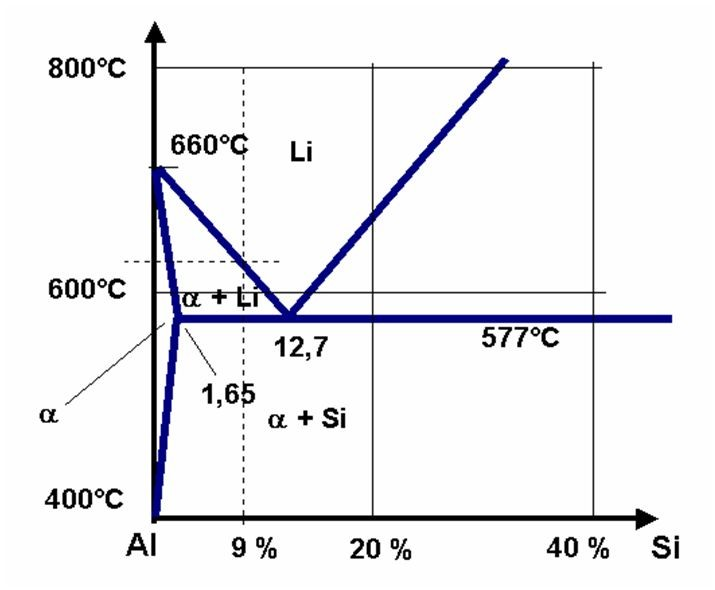 800°C
660°C
Li
600°C
α + Li
577°C
12,7
1,65
α
α + Si
400°C
Al
9 %
20 %
40 %
Si